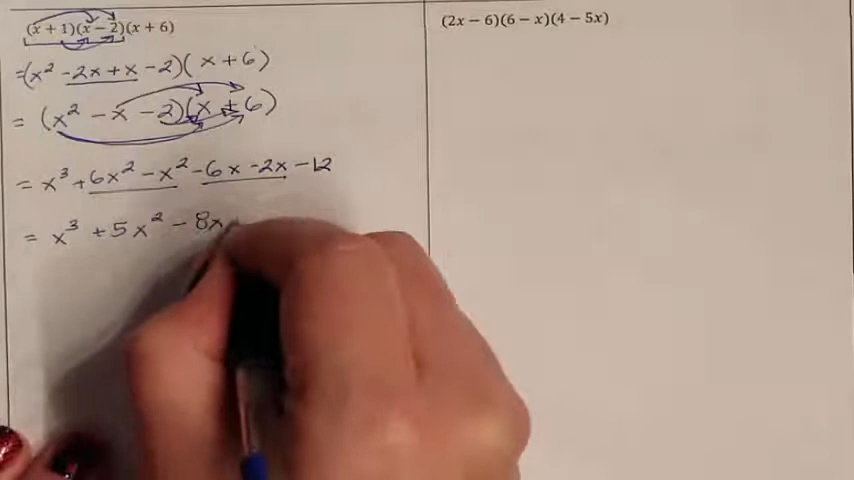 (x + 1)(x − 2)(x + 6)
=(x² -2x + x - 2)( x + 6)
= (x² - x - 2)(x + 6)
= x³ + 6x² - x² - 6x - 2x - 12
= x³ + 5x² - 8x
(2x − 6)(6 − x)(4 − 5x)